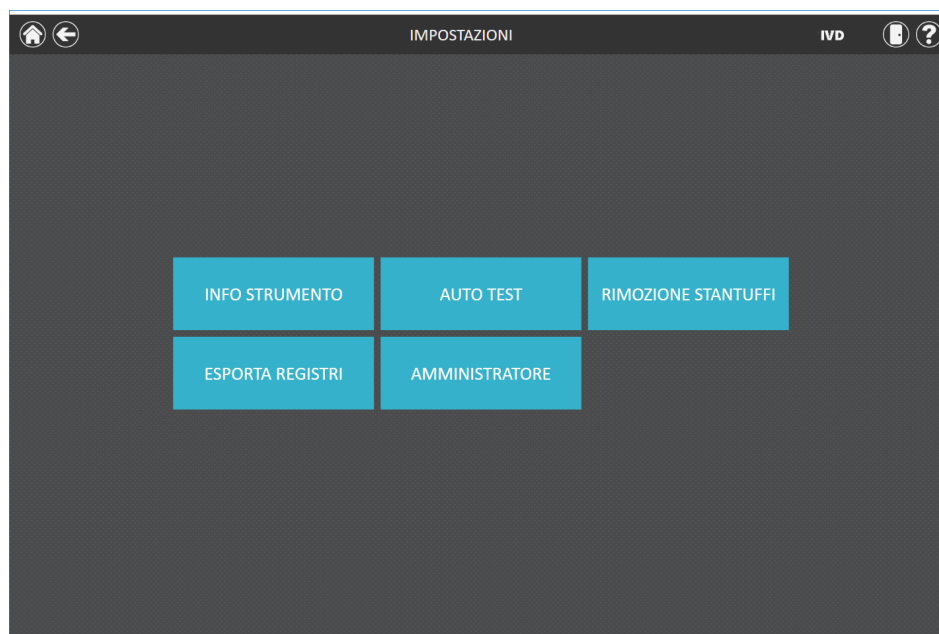 IMPOSTAZIONI IVD ?
INFO STRUMENTO AUTO TEST RIMOZIONE STANTUFFI
ESPORTA REGISTRI AMMINISTRATORE